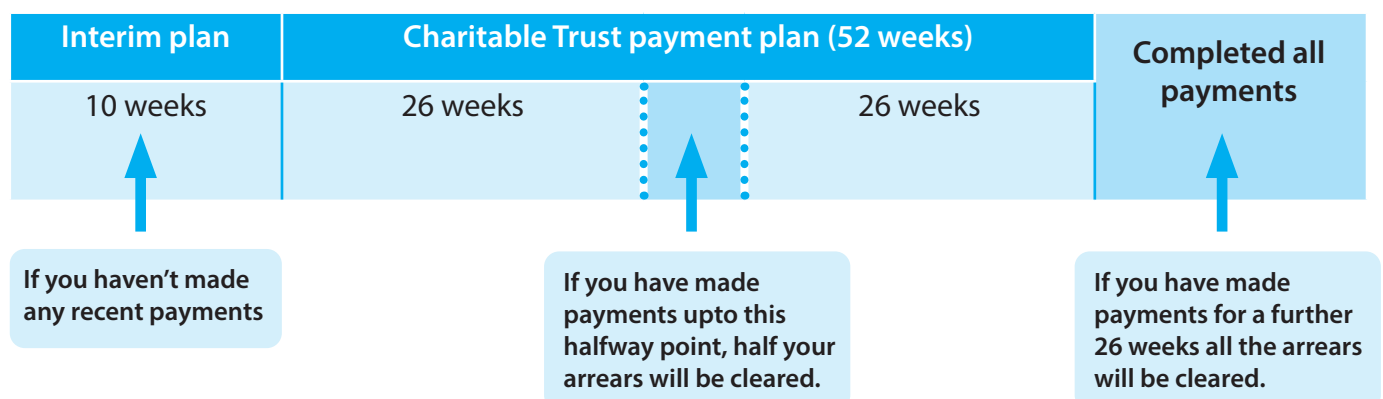 Interim plan
Charitable Trust payment plan (52 weeks)
Completed all
payments
10 weeks
26 weeks
26 weeks
If you haven’t made
any recent payments
If you have made
payments upto this
halfway point, half your
arrears will be cleared.
If you have made
payments for a further
26 weeks all the arrears
will be cleared.